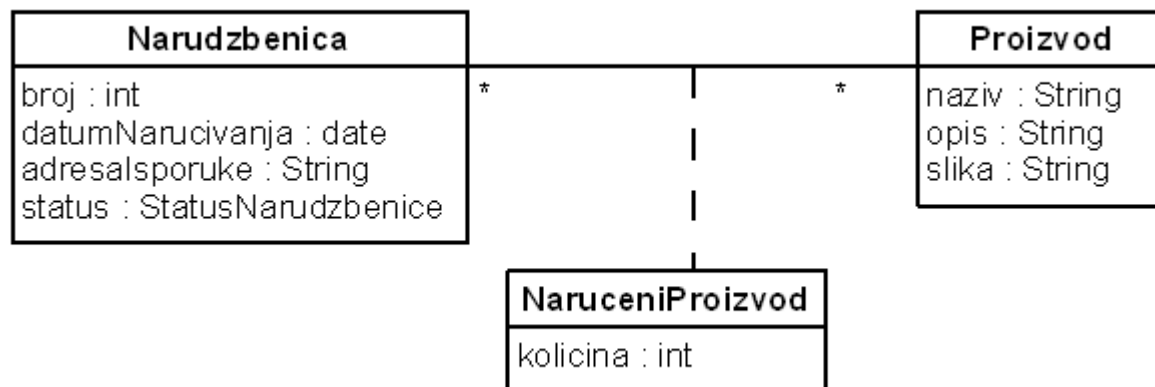 Narudzbenica
broj : int
datumNarucivanja : date
adresaIsporuke : String
status : StatusNarudzbenice
*
*
Proizvod
naziv : String
opis : String
slika : String
NaruceniProizvod
kolicina : int